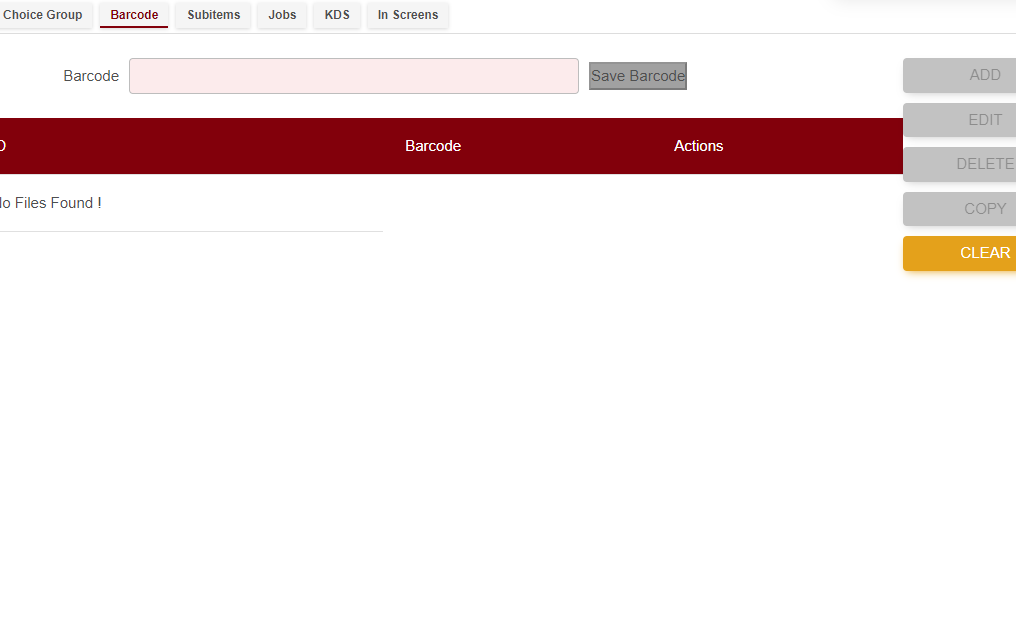 Choice Group Barcode Subitems Jobs KDS In Screens
Barcode Save Barcode ADD
EDIT
Barcode Actions
DELETE
Files Found !
COPY
CLEAR